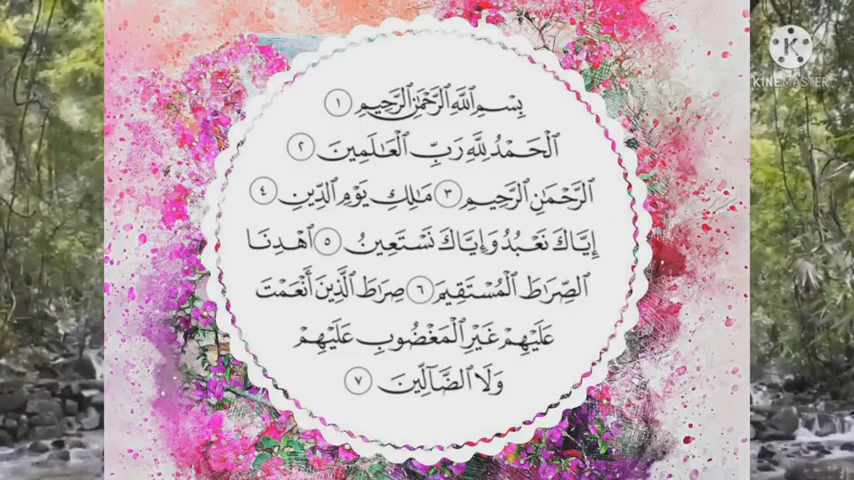 بِسْمِ ٱللَّهِ ٱلرَّحْمَٰنِ ٱلرَّحِيمِ ١
ٱلْحَمْدُ لِلَّهِ رَبِّ ٱلْعَٰلَمِينَ ٢
ٱلرَّحْمَٰنِ ٱلرَّحِيمِ ٣ مَٰلِكِ يَوْمِ ٱلدِّينِ ٤
إِيَّاكَ نَعْبُدُ وَإِيَّاكَ نَسْتَعِينُ ٥ ٱهْدِنَا
ٱلصِّرَٰطَ ٱلْمُسْتَقِيمَ ٦ صِرَٰطَ ٱلَّذِينَ أَنْعَمْتَ
عَلَيْهِمْ غَيْرِ ٱلْمَغْضُوبِ عَلَيْهِمْ
وَلَا ٱلضَّآلِّينَ ٧
K
KINEMASTER